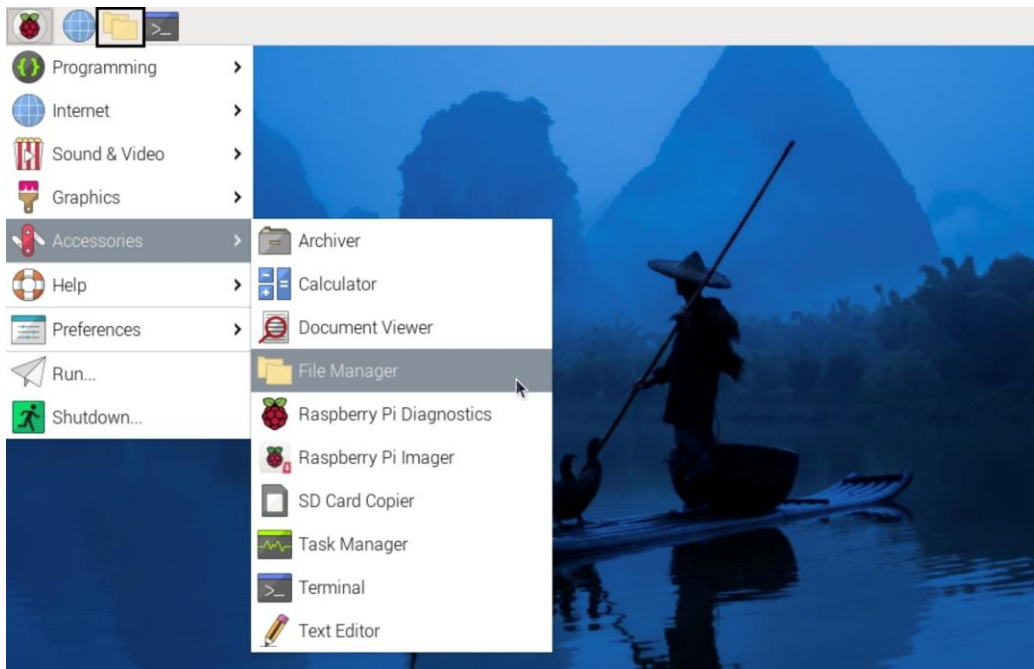 Programming
Internet
Sound & Video
Graphics
Accessories
Help
Preferences
Run...
Shutdown...
Archiver
Calculator
Document Viewer
File Manager
Raspberry Pi Diagnostics
Raspberry Pi Imager
SD Card Copier
Task Manager
Terminal
Text Editor